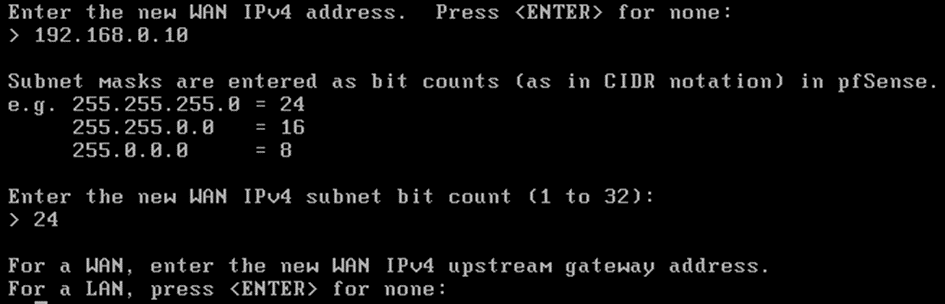 Enter the new WAN IPv4 address.  Press <ENTER> for none:
> 192.168.0.10
Subnet masks are entered as bit counts (as in CIDR notation) in pfSense.
e.g. 255.255.255.0 = 24
     255.255.0.0   = 16
     255.0.0.0     = 8
Enter the new WAN IPv4 subnet bit count (1 to 32):
> 24
For a WAN, enter the new WAN IPv4 upstream gateway address.
For a LAN, press <ENTER> for none: